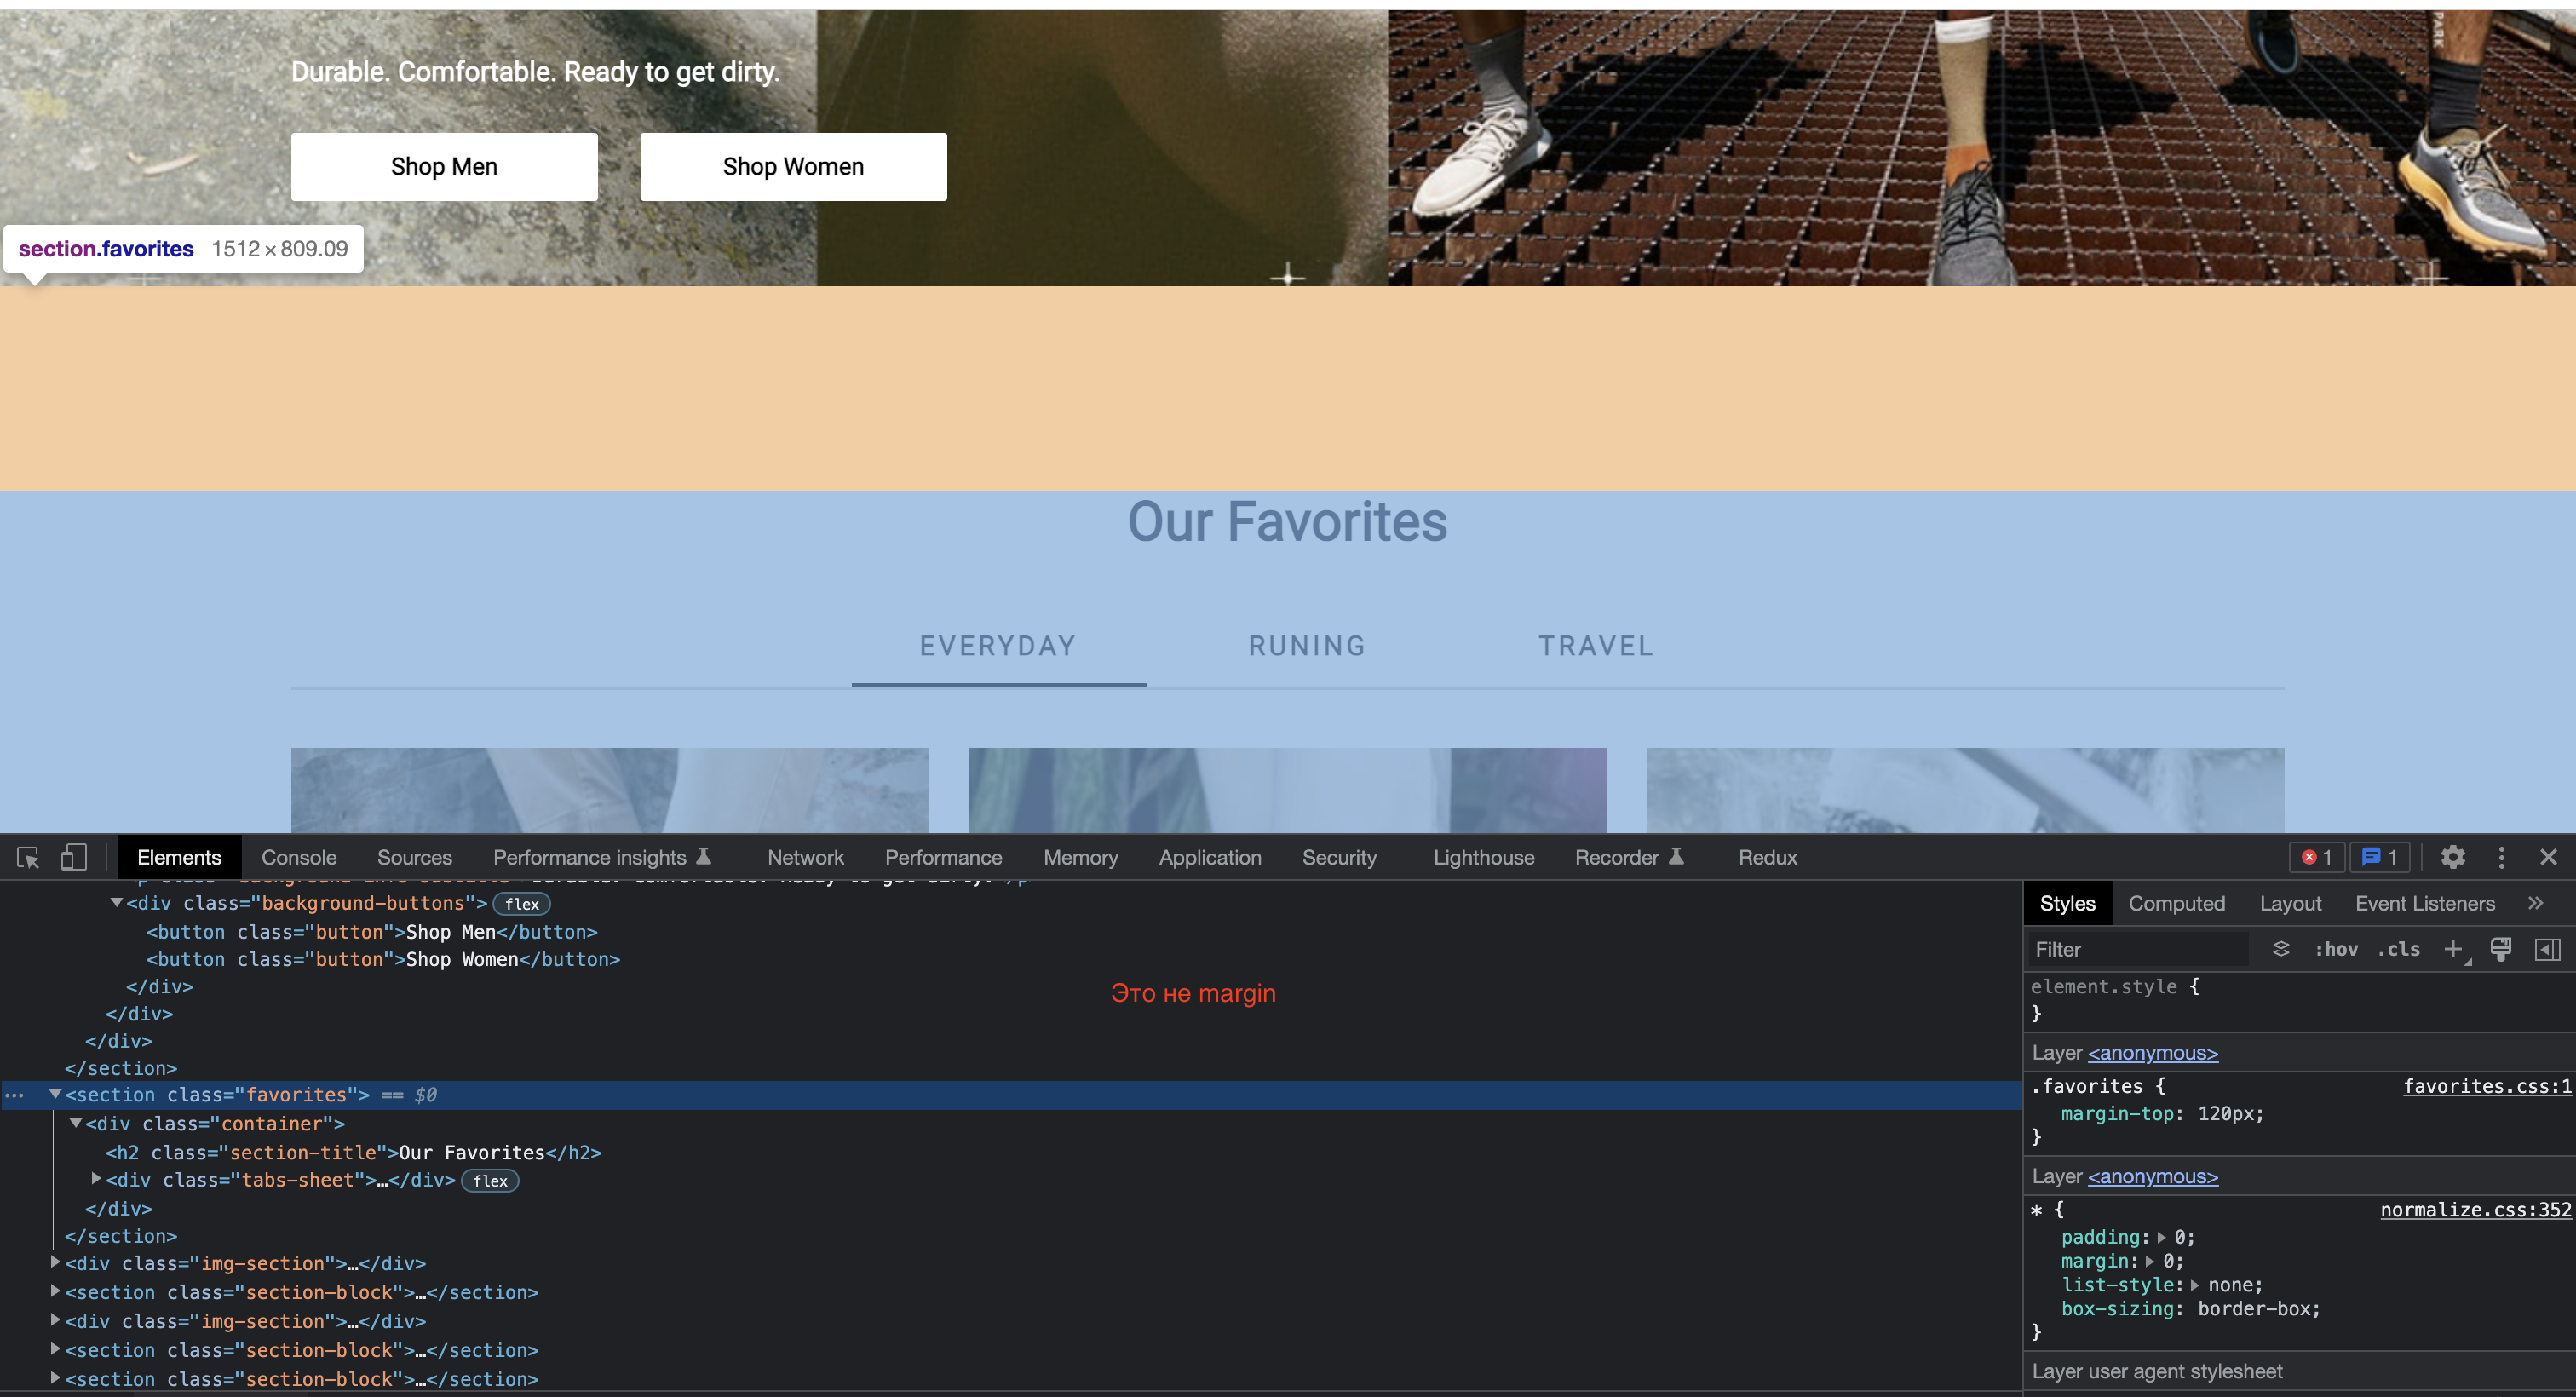 PARK
Durable. Comfortable. Ready to get dirty.
Shop Men Shop Women
section.favorites 1512 × 809.09
Our Favorites
EVERYDAY RUNING TRAVEL
Elements Console Sources Performance insights Network Performance Memory Application Security Lighthouse Recorder Redux 1 1
<div class="background-buttons"> flex
<button class="button">Shop Men</button>
<button class="button">Shop Women</button>
</div>
</div>
</div>
</section>
Это не margin
… <section class="favorites"> == $0
<div class="container">
<h2 class="section-title">Our Favorites</h2>
<div class="tabs-sheet">…</div> flex
</div>
</section>
<div class="img-section">…</div>
<section class="section-block">…</section>
<div class="img-section">…</div>
<section class="section-block">…</section>
<section class="section-block">…</section>
Styles Computed Layout Event Listeners »
Filter :hov .cls +
element.style {
}
Layer <anonymous>
.favorites { favorites.css:1
margin-top: 120px;
}
Layer <anonymous>
* { normalize.css:352
padding: 0;
margin: 0;
list-style: none;
box-sizing: border-box;
}
Layer user agent stylesheet